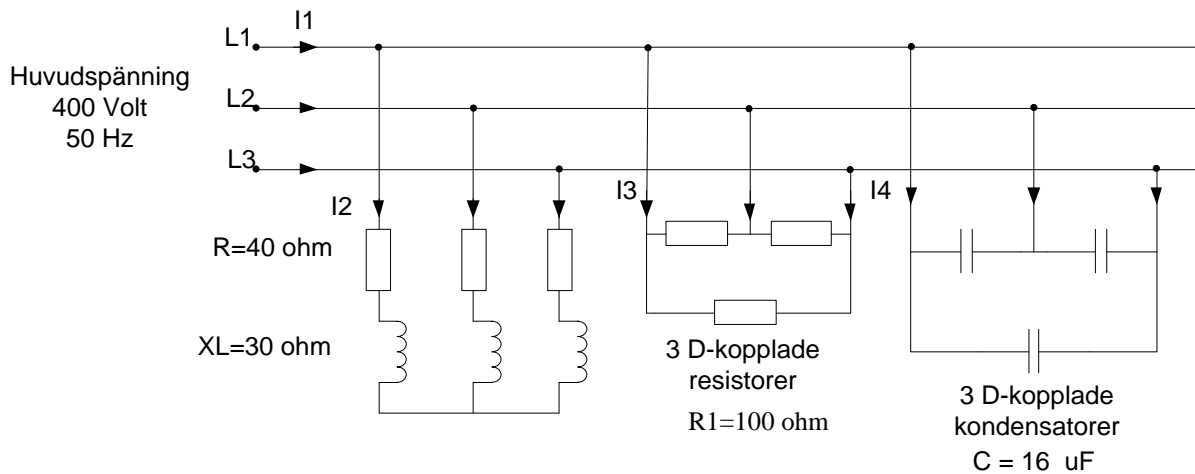 L1
I1
Huvudspänning
400 Volt
50 Hz
L2
L3
I2
I3
I4
R=40 ohm
XL=30 ohm
3 D-kopplade
resistorer
R1=100 ohm
3 D-kopplade
kondensatorer
C = 16 uF